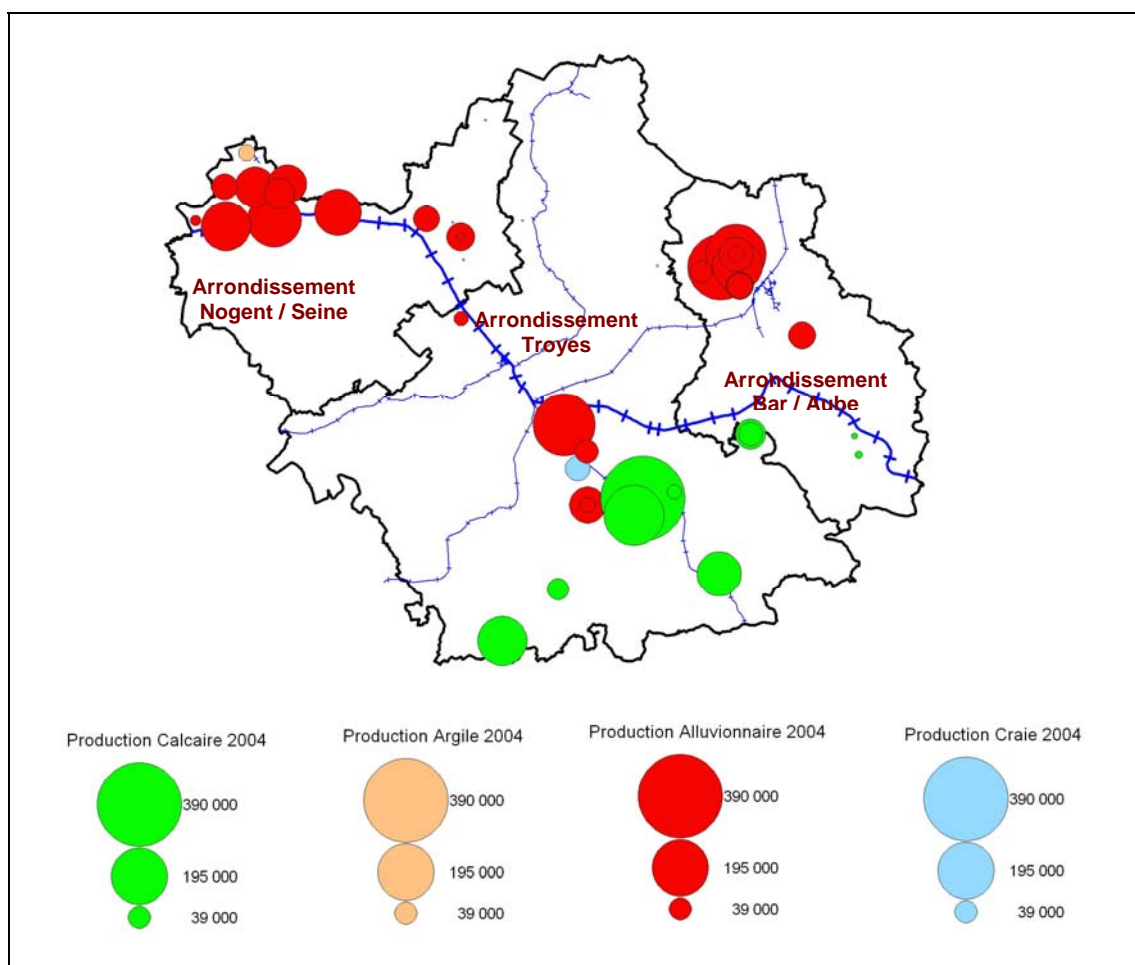 Arrondissement
Nogent / Seine
Arrondissement
Troyes
Arrondissement
Bar / Aube
Production Calcaire 2004
390 000
195 000
39 000
Production Argile 2004
390 000
195 000
39 000
Production Alluvionnaire 2004
390 000
195 000
39 000
Production Craie 2004
390 000
195 000
39 000